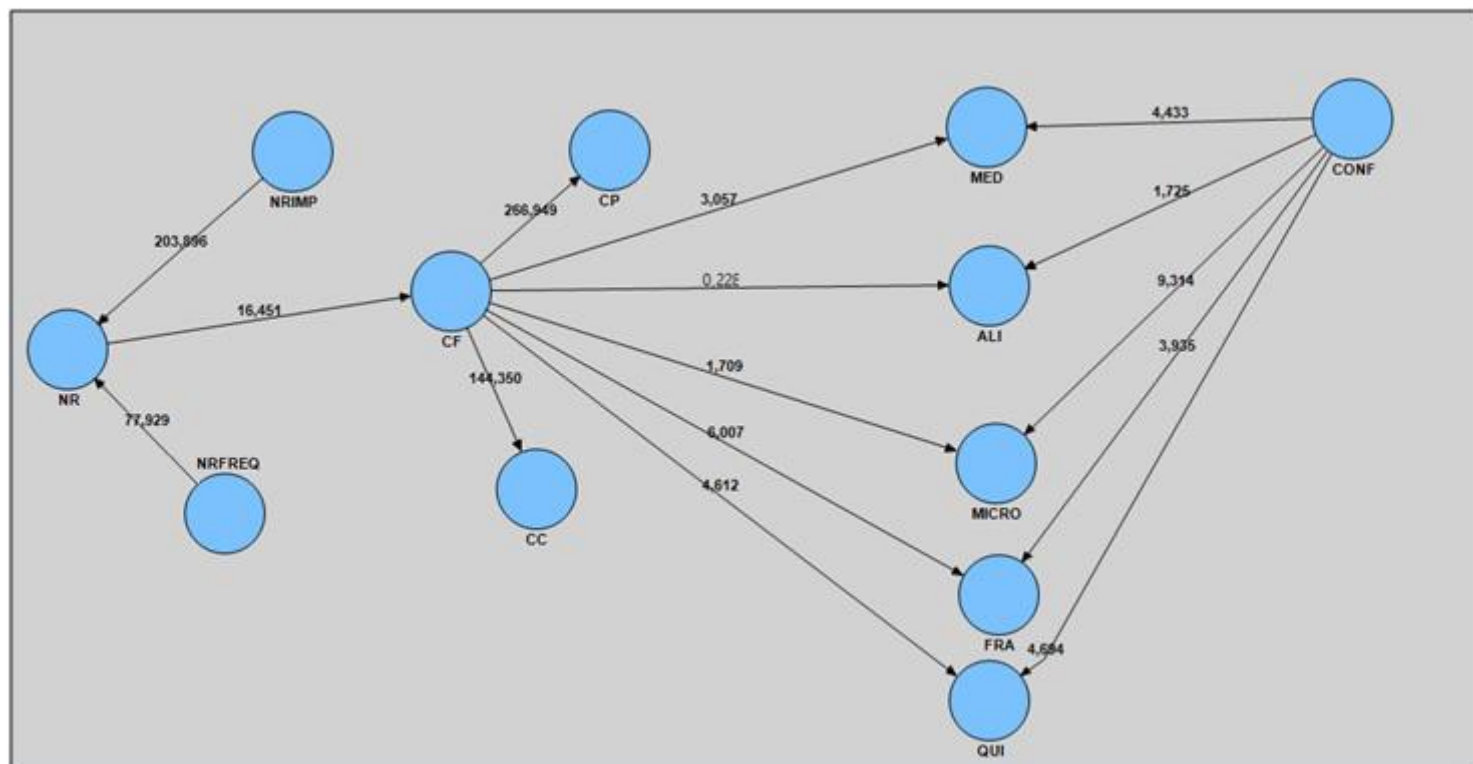 4,433
MED
CONF
NRIMP
CP
1,725
3,057
266,949
203,896
0,228
9,314
16,451
ALI
CF
3,935
1,709
144,350
NR
77,929
6,007
NRFREQ
4,612
MICRO
CC
FRA
4,694
QUI